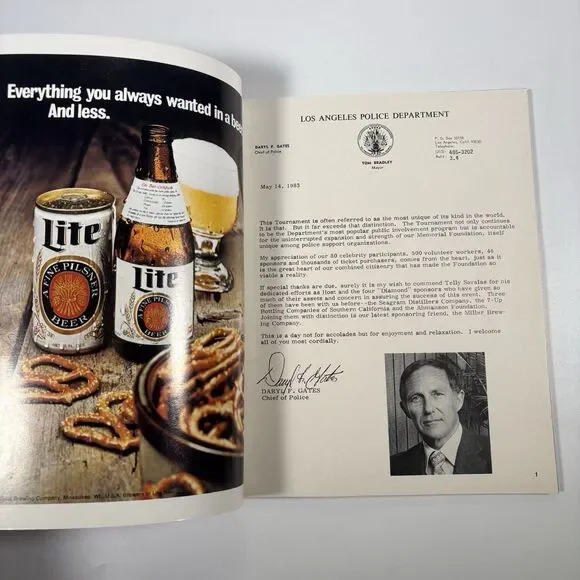 Everything you always wanted in a
And less.
Lite
A FINE PILSNER
BEER
Lite
A FINE PILSNER
BEER
Brewing Company, Milwaukee, Wi., U.S.A.
LOS ANGELES POLICE DEPARTMENT
DARYL F. GATES
Chief of Police
TOM BRADLEY
Mayor
P. O. Box 30158
Los Angeles, Calif. 90030
Telephone:
(213) 485-3202
Ref#: 3.4
May 14, 1983
This Tournament is often referred to as the most unique of its kind in the world.
It is that. But it far exceeds that distinction. The Tournament not only continues
to be the Department's most popular public involvement program but is accountable
for the uninterrupted expansion and strength of our Memorial Foundation, itself
unique among police support organizations.
My appreciation of our 80 celebrity participants, 500 volunteer workers, 46
sponsors and thousands of ticket purchasers, comes from the heart, just as it
is the great heart of our combined citizenry that has made the Foundation so
viable a reality.
If special thanks are due, surely it is my wish to commend Telly Savalas for his
dedicated efforts as Host and the four "Diamond" sponsors who have given so
much of their assets and concern in assuring the success of this event. Three
of them have been with us before-the Seagram Distillers Company, the 7-Up
Bottling Companies of Southern California and the Ahmanson Foundation.
Joining them with distinction is our latest sponsoring friend, the Miller Brew-
ing Company.
This is a day not for accolades but for enjoyment and relaxation. I welcome
all of you most cordially.
Daryl F. Gates
DARYL F. GATES
Chief of Police
1